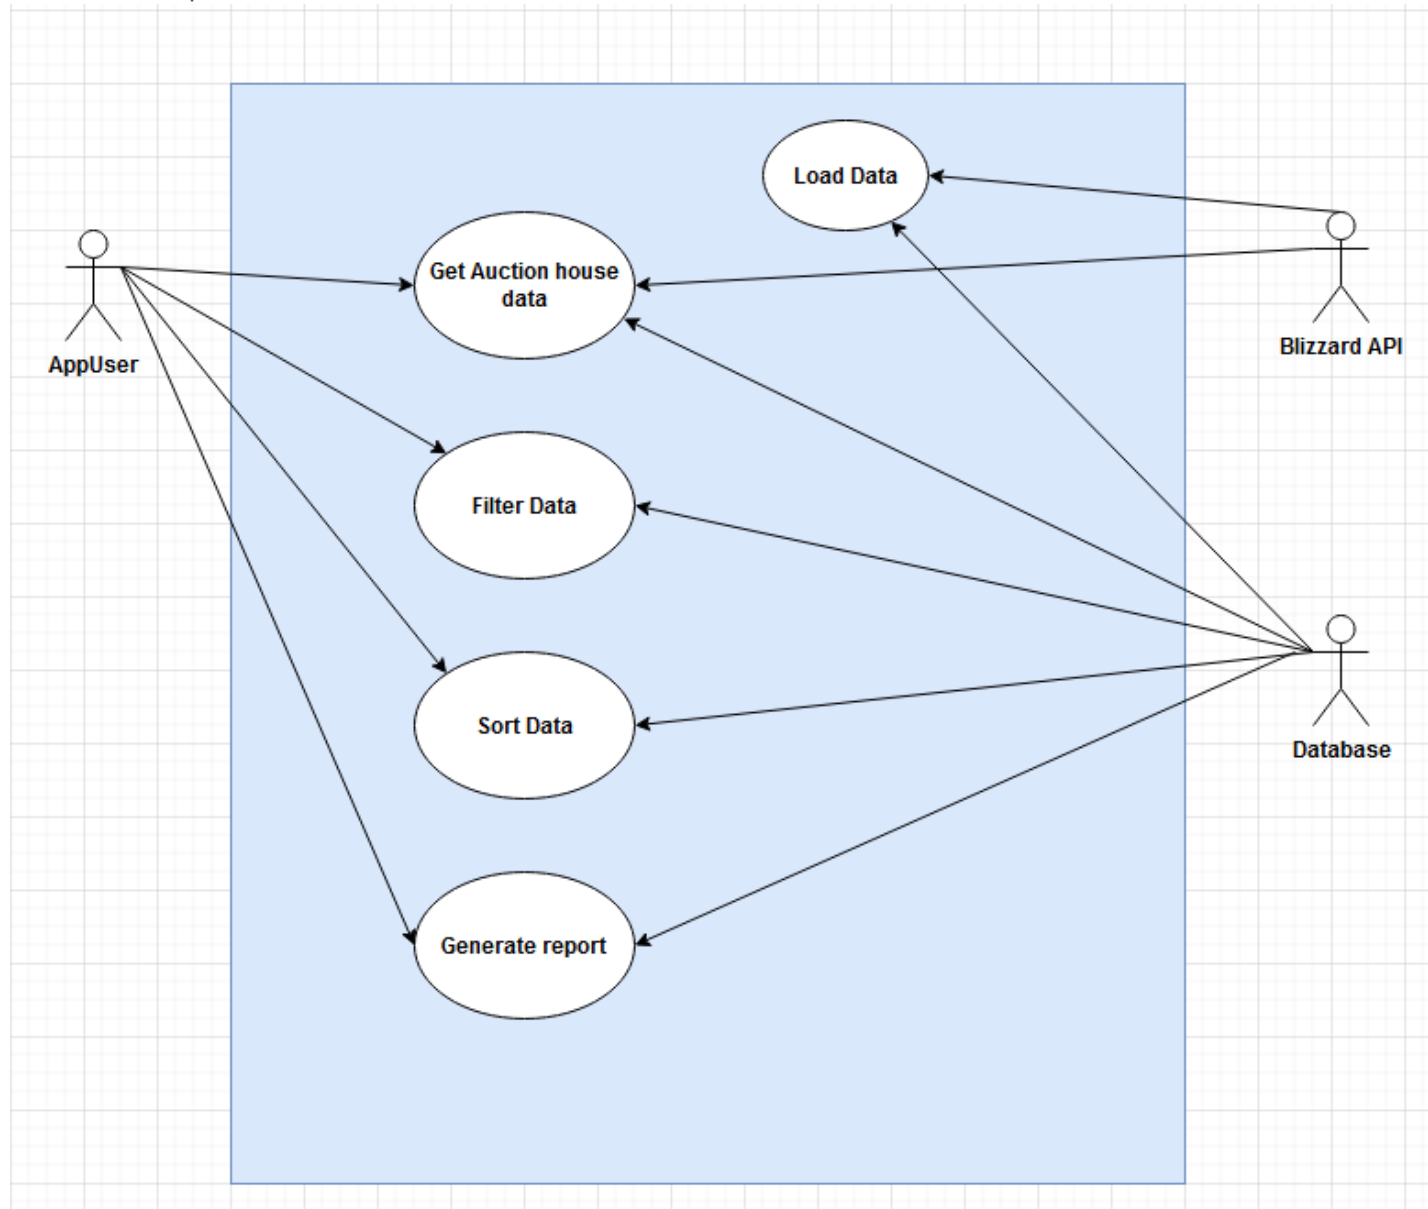 Load Data
Get Auction house
data
AppUser
Blizzard API
Filter Data
Sort Data
Database
Generate report